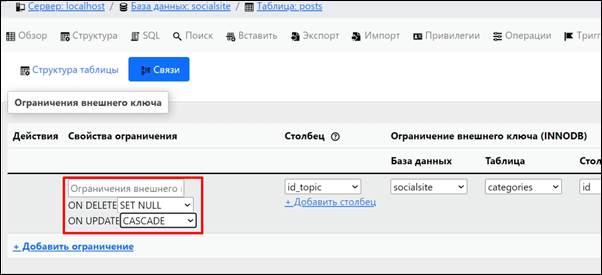 Сервер: localhost / База данных: socialsite / Таблица: posts
Обзор Структура SQL Поиск Вставить Экспорт Импорт Привилегии Операции Тригг
Структура таблицы Связи
Ограничения внешнего ключа
Действия Свойства ограничения Столбец Ограничение внешнего ключа (INNODB)
База данных Таблица Стол
Ограничения внешнего
ON DELETE SET NULL id_topic socialsite categories id
+ Добавить столбец
ON UPDATE CASCADE
+ Добавить ограничение